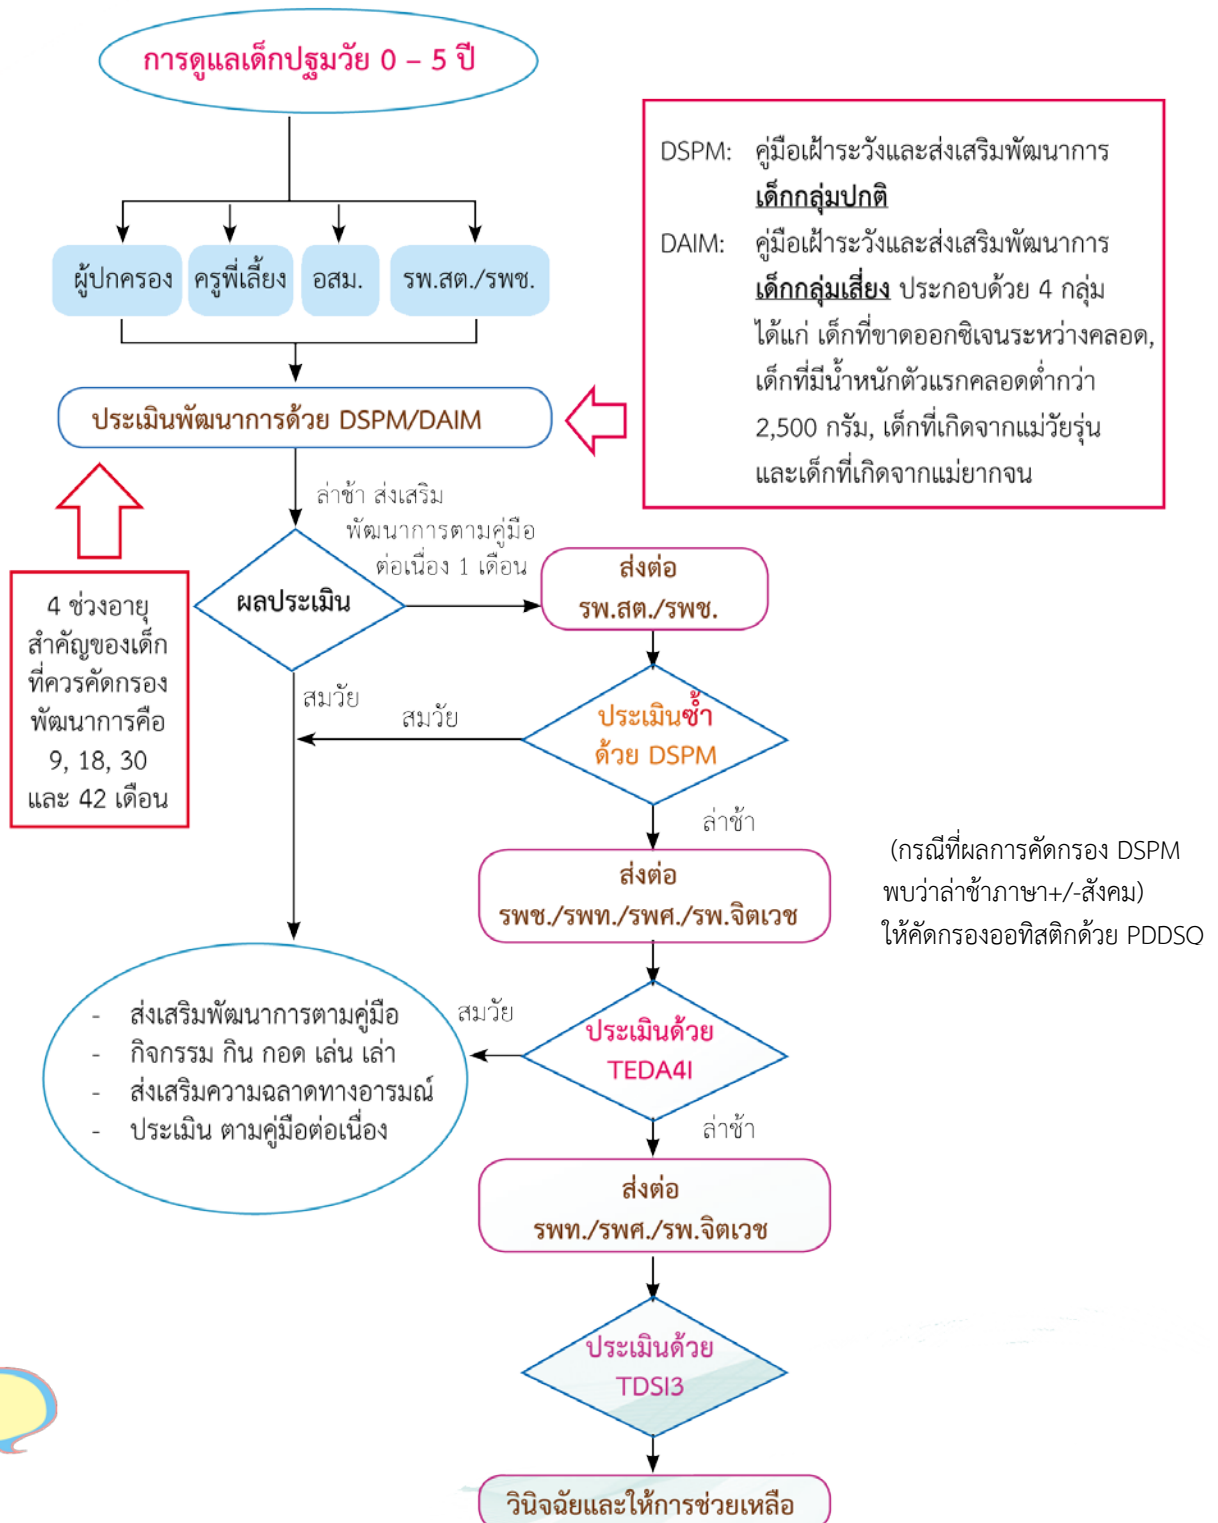 การดูแลเด็กปฐมวัย 0 – 5 ปี
DSPM: คู่มือเฝ้าระวังและส่งเสริมพัฒนาการ
เด็กกลุ่มปกติ
DAIM: คู่มือเฝ้าระวังและส่งเสริมพัฒนาการ
เด็กกลุ่มเสี่ยง ประกอบด้วย 4 กลุ่ม
ได้แก่ เด็กที่ขาดออกซิเจนระหว่างคลอด,
เด็กที่มีน้ำหนักตัวแรกคลอดต่ำกว่า
2,500 กรัม, เด็กที่เกิดจากแม่วัยรุ่น
และเด็กที่เกิดจากแม่ยากจน
ผู้ปกครอง
ครูพี่เลี้ยง
อสม.
รพ.สต./รพช.
ประเมินพัฒนาการด้วย DSPM/DAIM
ล่าช้า ส่งเสริม
พัฒนาการตามคู่มือ
ต่อเนื่อง 1 เดือน
4 ช่วงอายุ
สำคัญของเด็ก
ที่ควรคัดกรอง
พัฒนาการคือ
9, 18, 30
และ 42 เดือน
ผลประเมิน
ส่งต่อ
รพ.สต./รพช.
สมวัย
สมวัย
ประเมินซ้ำ
ด้วย DSPM
ล่าช้า
ส่งต่อ
รพช./รพท./รพศ./รพ.จิตเวช
(กรณีที่ผลการคัดกรอง DSPM
พบว่าล่าช้าภาษา+/-สังคม)
ให้คัดกรองออทิสติกด้วย PDDSQ
- ส่งเสริมพัฒนาการตามคู่มือ
- กิจกรรม กิน กอด เล่น เล่า
- ส่งเสริมความฉลาดทางอารมณ์
- ประเมิน ตามคู่มือต่อเนื่อง
สมวัย
ประเมินด้วย
TEDA4I
ล่าช้า
ส่งต่อ
รพท./รพศ./รพ.จิตเวช
ประเมินด้วย
TDSI3
วินิจฉัยและให้การช่วยเหลือ